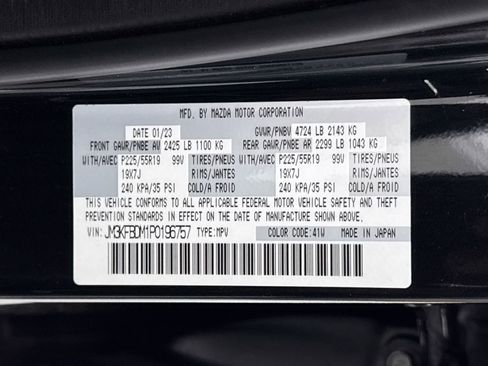 MFD. BY MAZDA MOTOR CORPORATION
DATE 01/23 GVWR/PNBV 4724 LB 2143 KG
FRONT GAWR/PNBE AV 2425 LB 1100 KG REAR GAWR/PNBE AR 2299 LB 1043 KG
WITH/AVEC P225/55R19 99V TIRES/PNEUS WITH/AVEC P225/55R19 99V TIRES/PNEUS
19X7J RIMS/JANTES 19X7J RIMS/JANTES
240 KPA/35 PSI COLD/A FROID 240 KPA/35 PSI COLD/A FROID
THIS VEHICLE CONFORMS TO ALL APPLICABLE FEDERAL MOTOR VEHICLE SAFETY AND THEFT
PREVENTION STANDARDS IN EFFECT ON THE DATE OF MANUFACTURE SHOWN ABOVE.
VIN: JM3KFBDM1P0196757 TYPE: MPV COLOR CODE: 41W MADE IN JAPAN